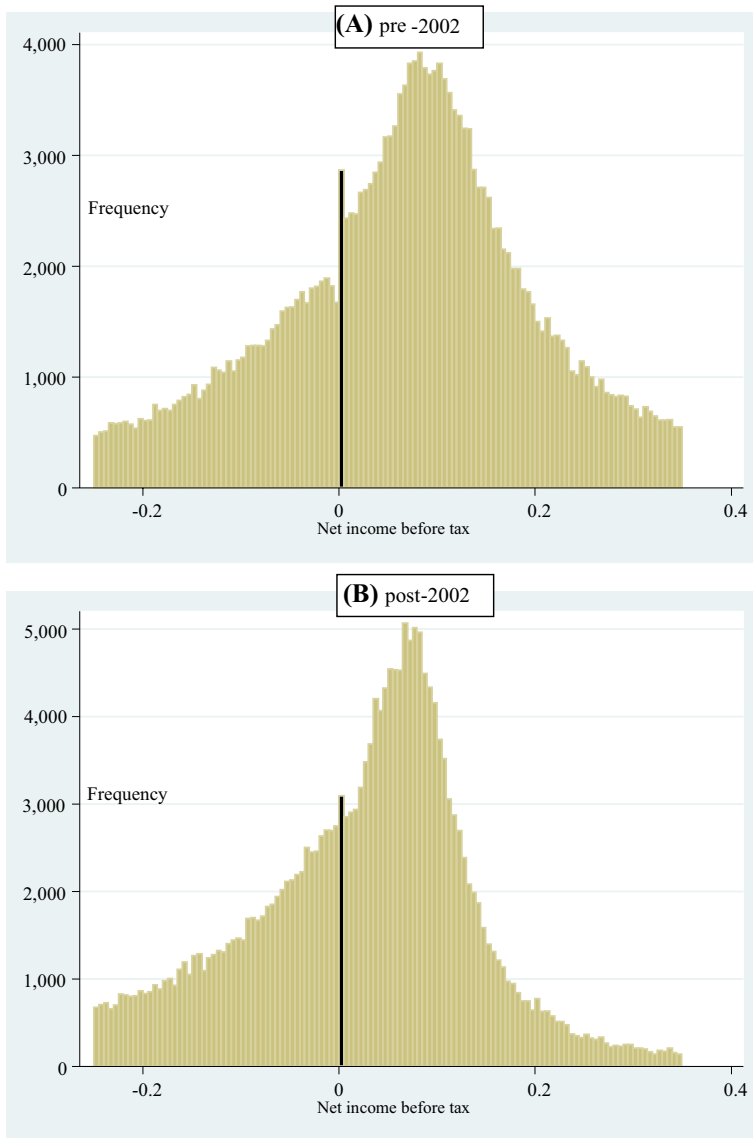 (A) pre -2002
4,000
3,000
Frequency
2,000
1,000
0
-0.2 0 0.2 0.4
Net income before tax
(B) post-2002
5,000
4,000
Frequency
3,000
2,000
1,000
0
-0.2 0 0.2 0.4
Net income before tax